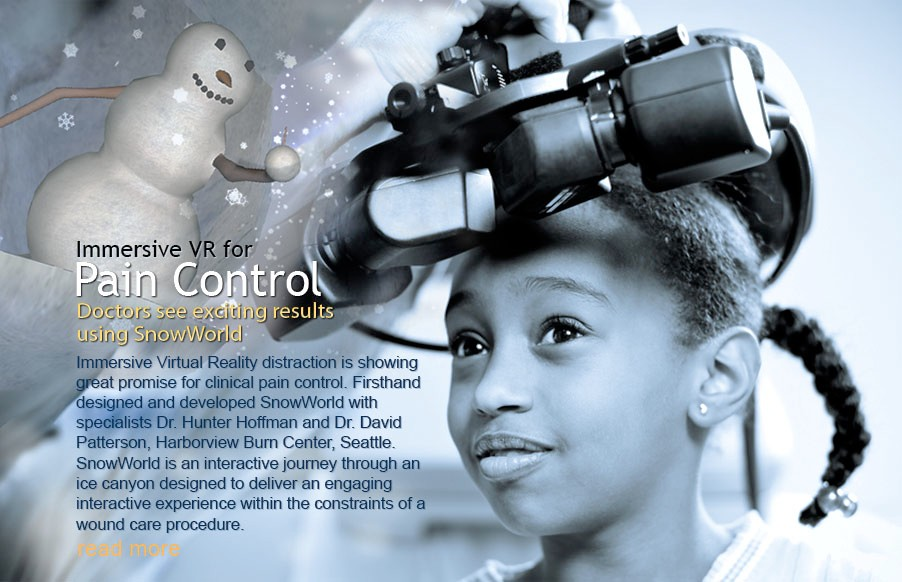 Immersive VR for
Pain Control
Doctors see exciting results
using SnowWorld
Immersive Virtual Reality distraction is showing
great promise for clinical pain control. Firsthand
designed and developed SnowWorld with
specialists Dr. Hunter Hoffman and Dr. David
Patterson, Harborview Burn Center, Seattle.
SnowWorld is an interactive journey through an
ice canyon designed to deliver an engaging
interactive experience within the constraints of a
wound care procedure.
read more